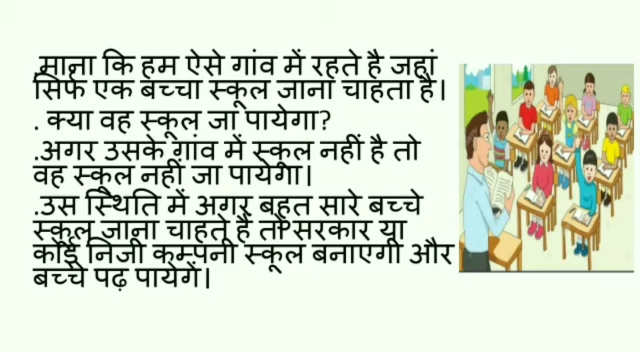 .माना कि हम ऐसे गांव में रहते है जहां
सिर्फ एक बच्चा स्कूल जाना चाहता है।
. क्या वह स्कूल जा पायेगा?
.अगर उसके गांव में स्कूल नहीं है तो
वह स्कूल नहीं जा पायेगा।
.उस स्थिति में अगर बहुत सारे बच्चे
स्कूल जाना चाहते हैं तो सरकार या
कोई निजी कम्पनी स्कूल बनाएगी और
बच्चे पढ़ पायेगें।